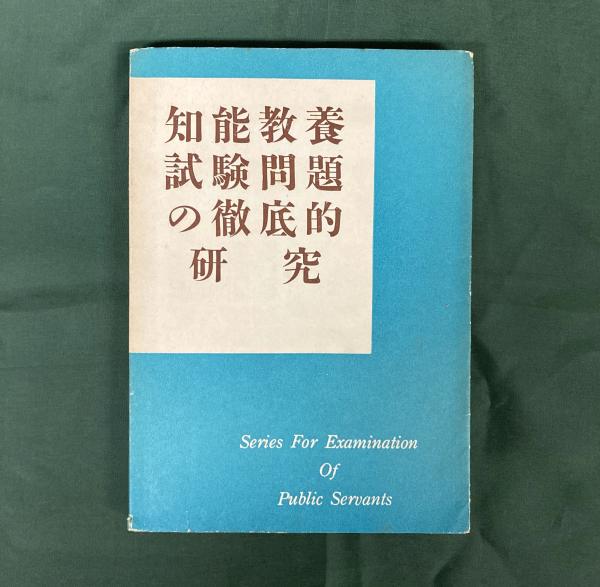 知能教養
試験問題
の徹底的
研究
Series For Examination
Of
Public Servants